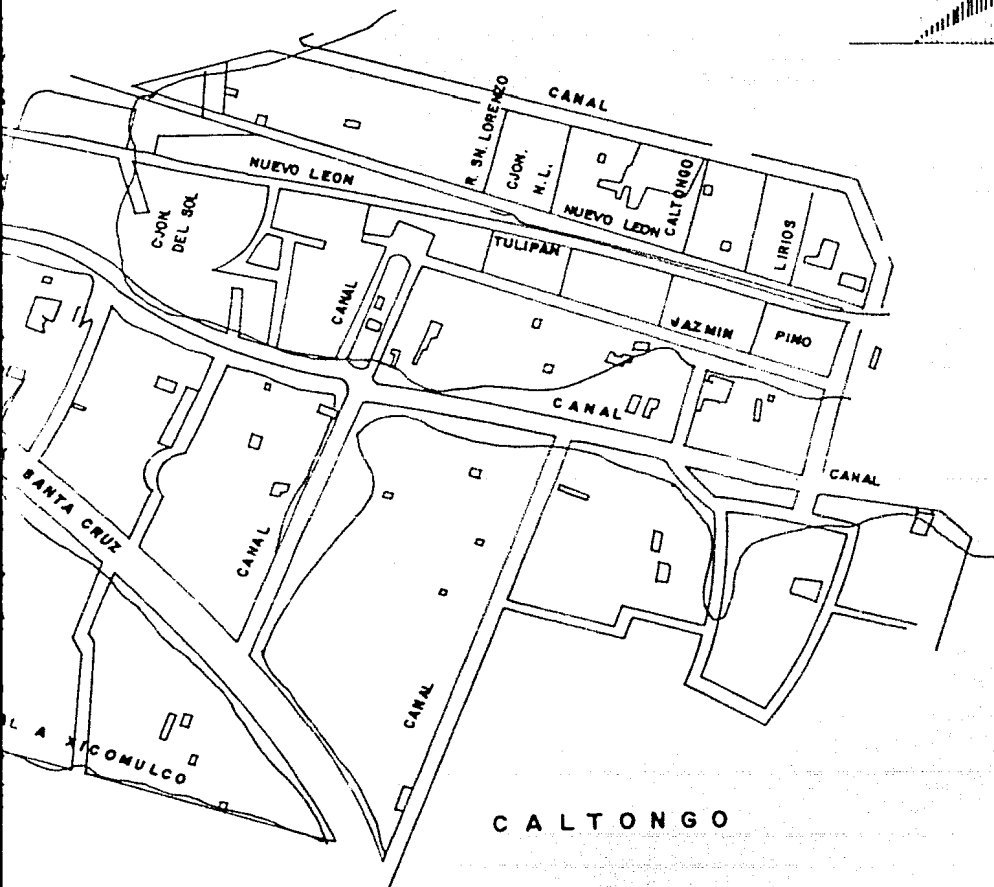 CANAL
R. SN. LORENZO
CJON.
N.L.
NUEVO LEON
CALTONGO
NUEVO LEON
LIRIOS
CJON.
DEL SOL
TULIPAN
CANAL
JAZMIN
PINO
CANAL
CANAL
SANTA CRUZ
CANAL
CANAL
L A XICOMULCO
CALTONGO